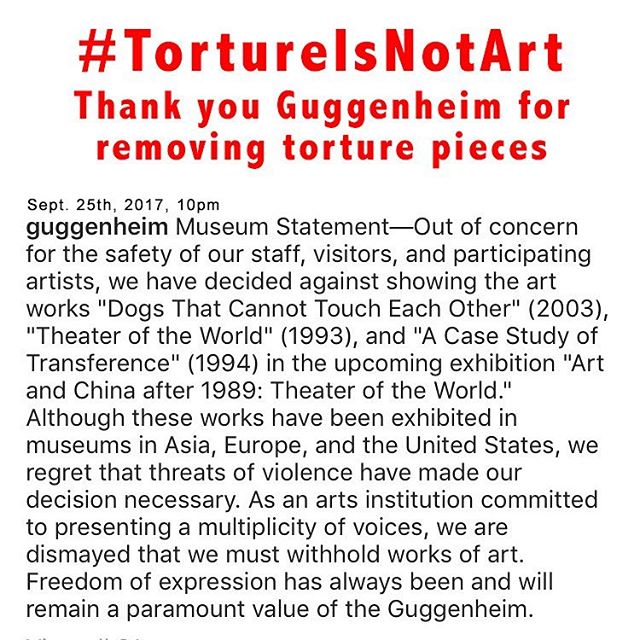 #TortureIsNotArt
Thank you Guggenheim for
removing torture pieces
Sept. 25th, 2017, 10pm
guggenheim Museum Statement—Out of concern
for the safety of our staff, visitors, and participating
artists, we have decided against showing the art
works "Dogs That Cannot Touch Each Other" (2003),
"Theater of the World" (1993), and "A Case Study of
Transference" (1994) in the upcoming exhibition "Art
and China after 1989: Theater of the World."
Although these works have been exhibited in
museums in Asia, Europe, and the United States, we
regret that threats of violence have made our
decision necessary. As an arts institution committed
to presenting a multiplicity of voices, we are
dismayed that we must withhold works of art.
Freedom of expression has always been and will
remain a paramount value of the Guggenheim.